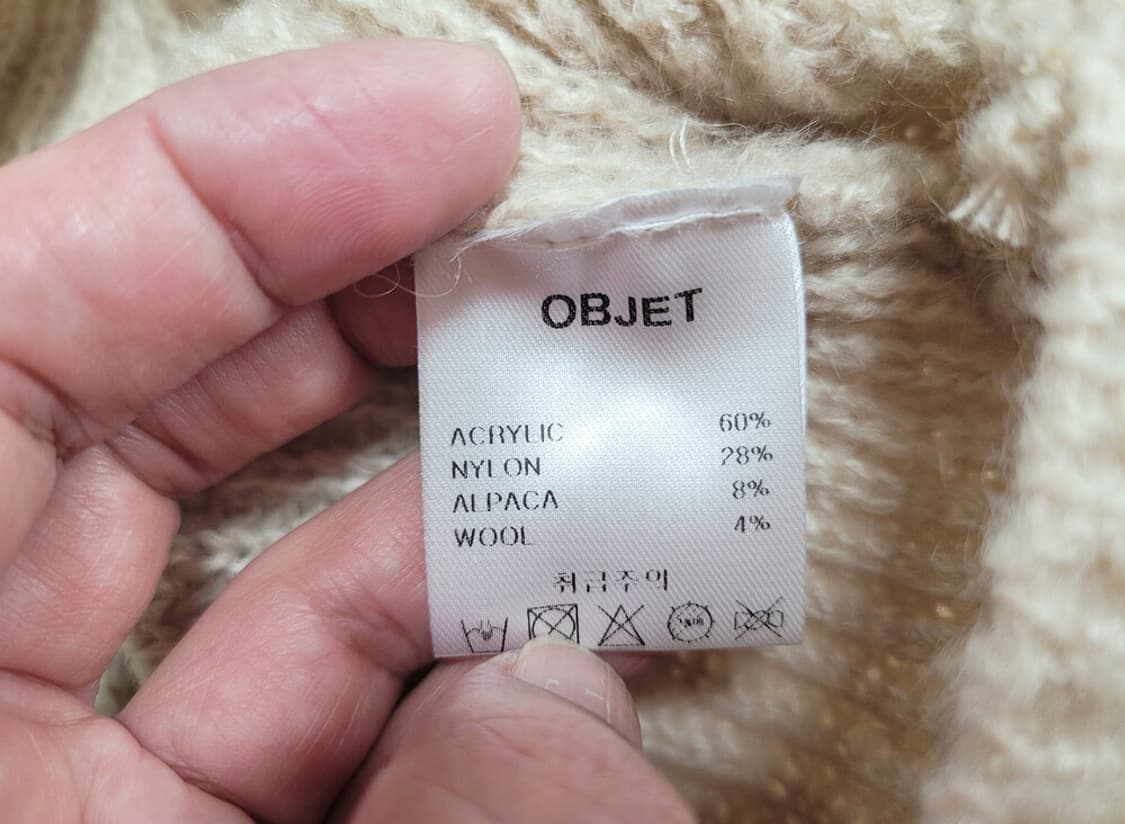 OBJET
ACRYLIC 60%
NYLON 28%
ALPACA 8%
WOOL 4%
취급주의